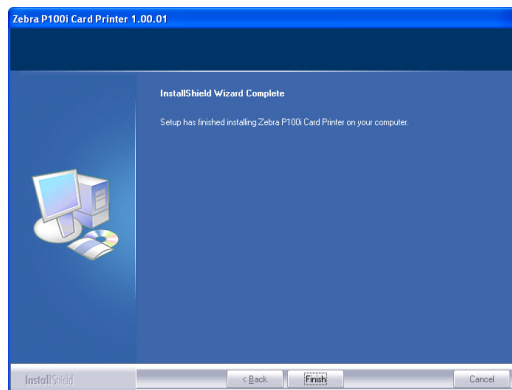 Zebra P100i Card Printer 1.00.01
InstallShield Wizard Complete
Setup has finished installing Zebra P100i Card Printer on your computer.
InstallShield
< Back
Finish
Cancel